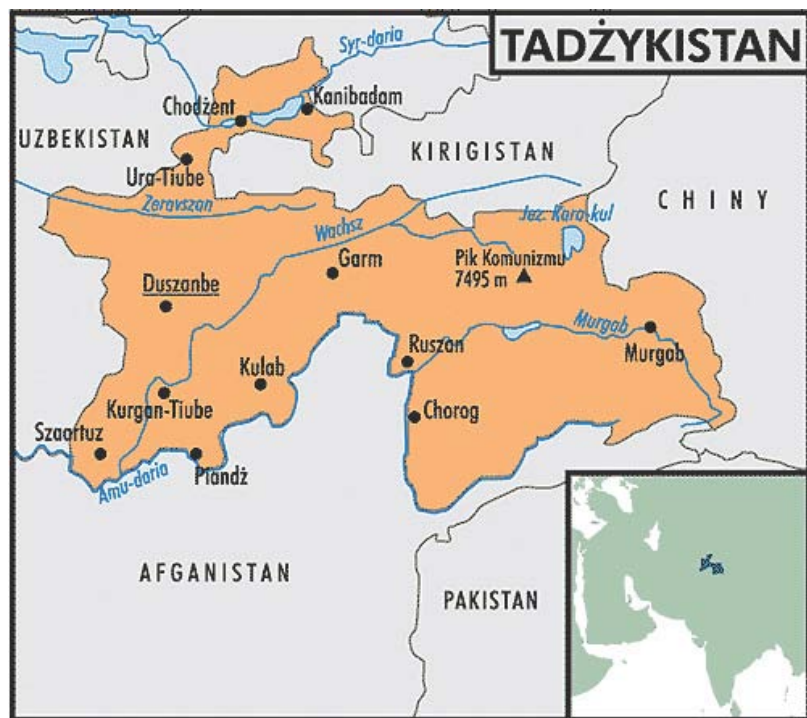 TADŻYKISTAN
Syr-daria
Chodżent
Kanibadam
UZBEKISTAN
KIRIGISTAN
Ura-Tiube
CHINY
Zerawszan
Jez. Kara-kul
Wachsz
Garm
Pik Komunizmu
7495 m
Duszanbe
Murgab
Murgab
Ruszan
Kulab
Kurgan-Tiube
Chorog
Szaartuz
Piandż
Amu-daria
AFGANISTAN
PAKISTAN